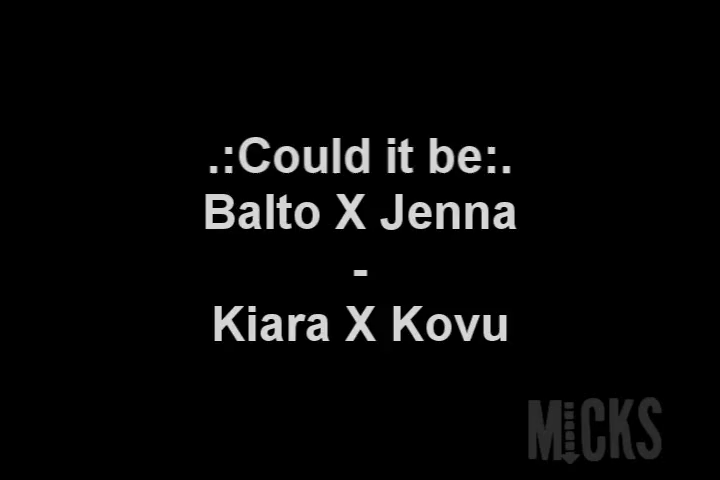 .:Could it be:.
Balto X Jenna
-
Kiara X Kovu
MiCKS